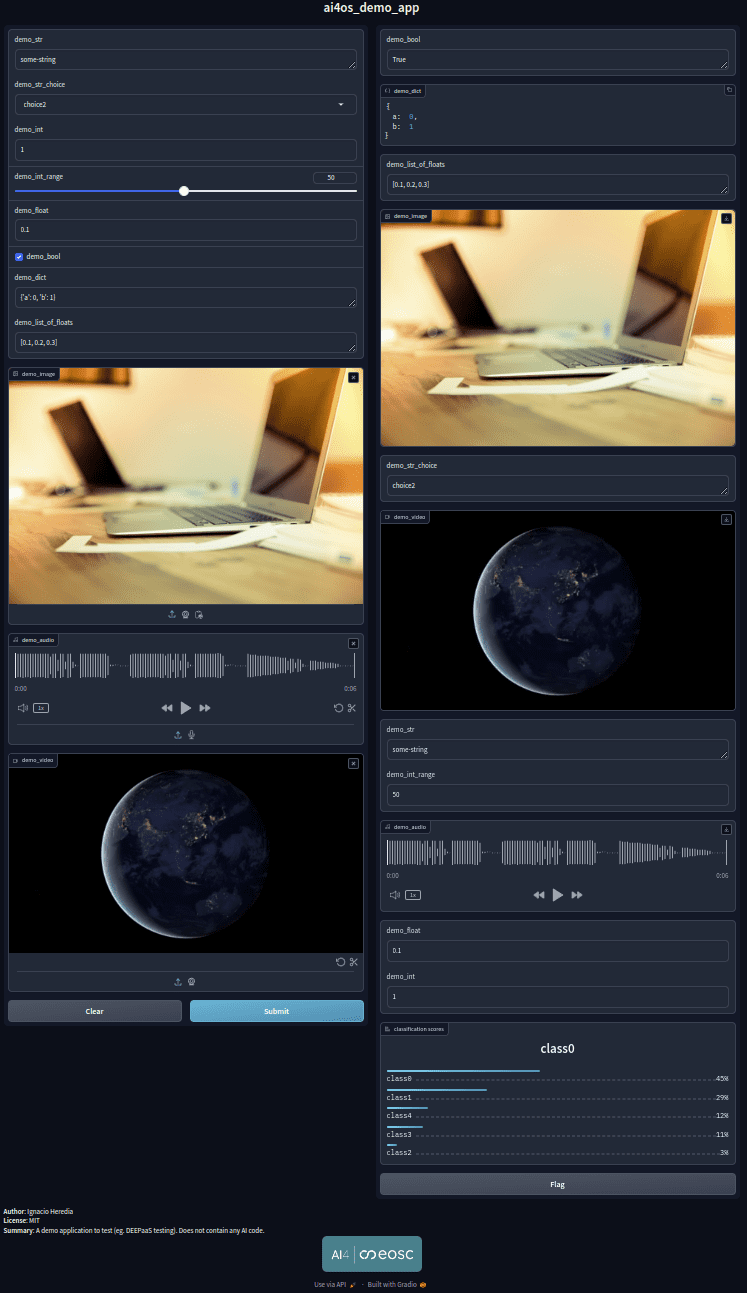 ai4os_demo_app
demo_str
some-string
demo_str_choice
choice2
demo_int
1
demo_int_range
50
demo_float
0.1
demo_bool
demo_dict
{'a': 0, 'b': 1}
demo_list_of_floats
[0.1, 0.2, 0.3]
demo_image
demo_audio
0:00
0:06
1x
demo_video
Clear
Submit
demo_bool
True
demo_dict
{
a: 0,
b: 1
}
demo_list_of_floats
[0.1, 0.2, 0.3]
demo_image
demo_str_choice
choice2
demo_video
demo_str
some-string
demo_int_range
50
demo_audio
0:00
0:06
1x
demo_float
0.1
demo_int
1
classification scores
class0
class0 45%
class1 29%
class4 12%
class3 11%
class2 3%
Flag
Author: Ignacio Heredia
License: MIT
Summary: A demo application to test (eg. DEEPaaS testing). Does not contain any AI code.
AI4 eosc
Use via API · Built with Gradio